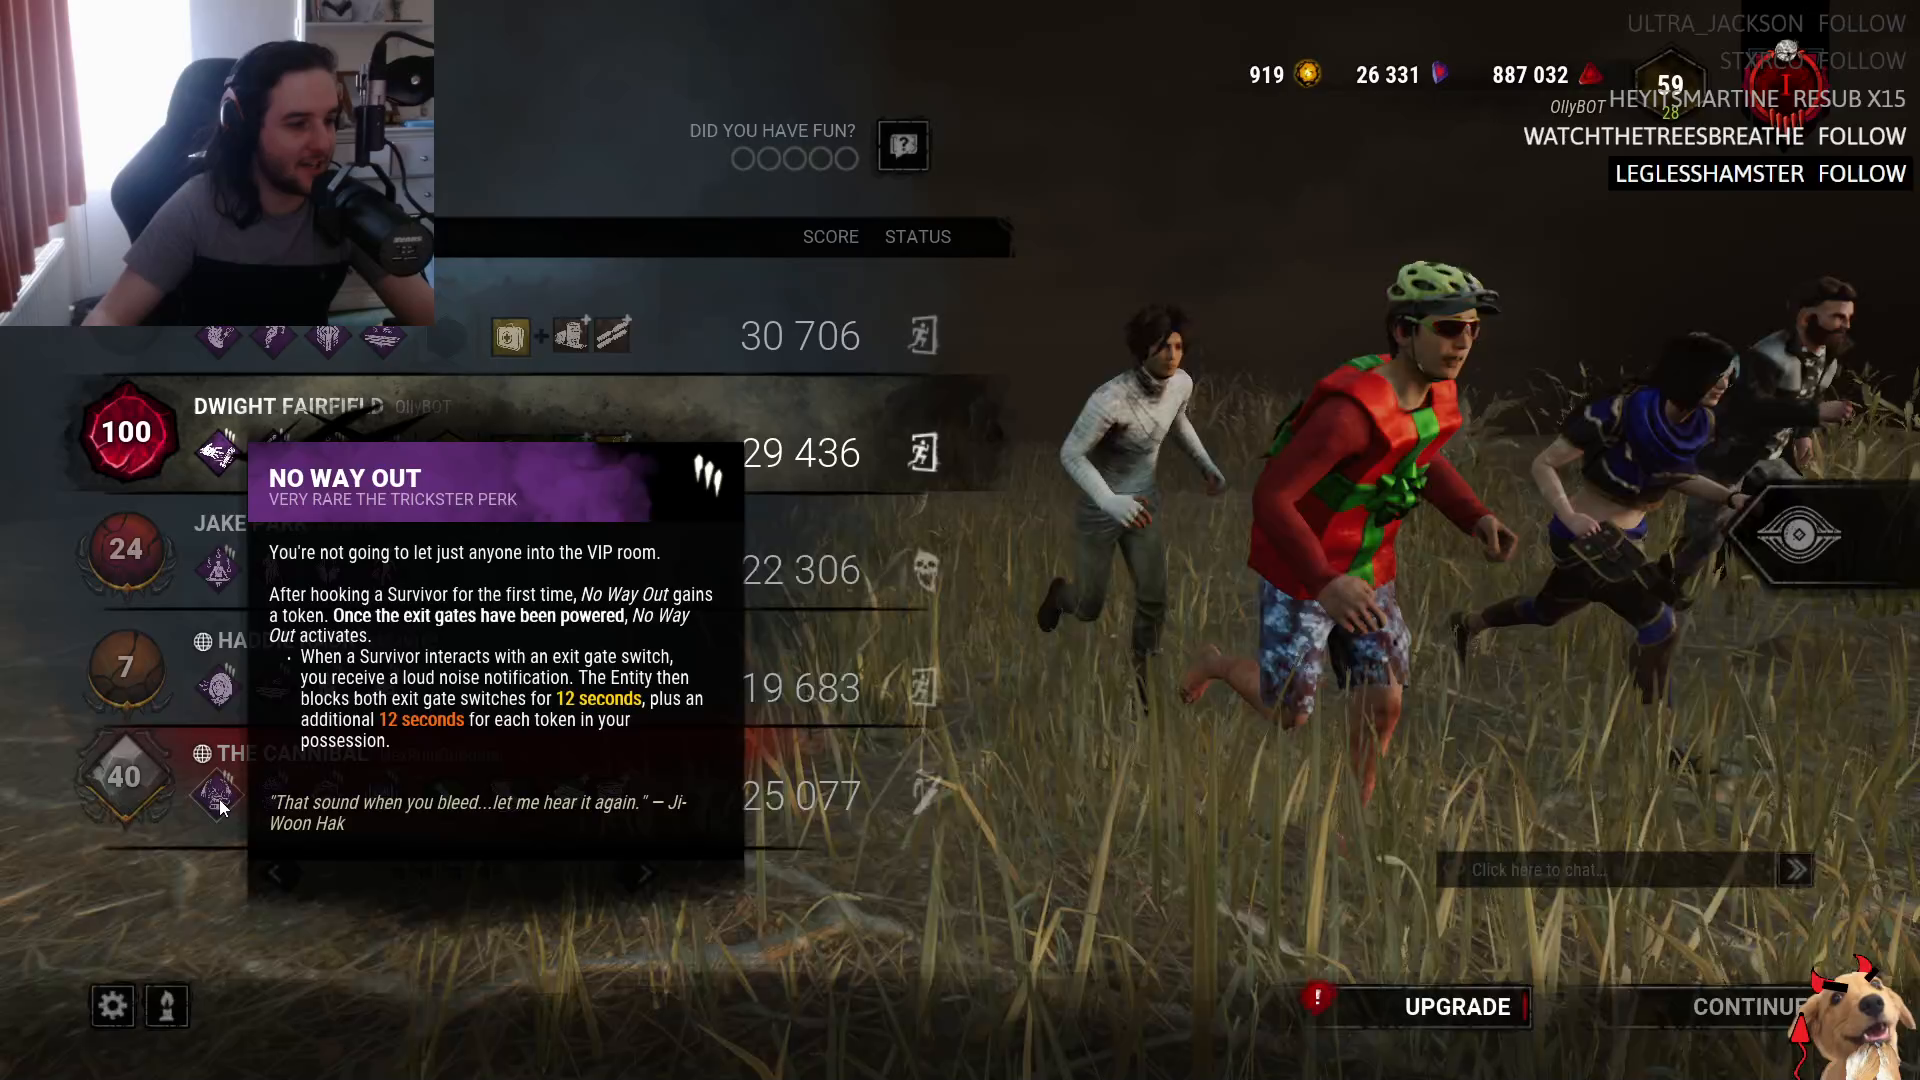 ULTRA_JACKSON FOLLOW
STXRCO FOLLOW
919
26 331
887 032
59
28
I
OllyBOT
HEYITSMARTINE RESUB X15
WATCHTHETREESBREATHE FOLLOW
LEGLESSHAMSTER FOLLOW
DID YOU HAVE FUN?
?
SCORE STATUS
30 706
DWIGHT FAIRFIELD OllyBOT
100
29 436
NO WAY OUT
VERY RARE THE TRICKSTER PERK
JAKE PARK
24
22 306
You're not going to let just anyone into the VIP room.
After hooking a Survivor for the first time, No Way Out gains
a token. Once the exit gates have been powered, No Way
Out activates.
· When a Survivor interacts with an exit gate switch,
you receive a loud noise notification. The Entity then
blocks both exit gate switches for 12 seconds, plus an
additional 12 seconds for each token in your
possession.
"That sound when you bleed...let me hear it again." — Ji-
Woon Hak
7
19 683
THE CANNIBAL
40
25 077
Click here to chat...
!
UPGRADE
CONTINUE